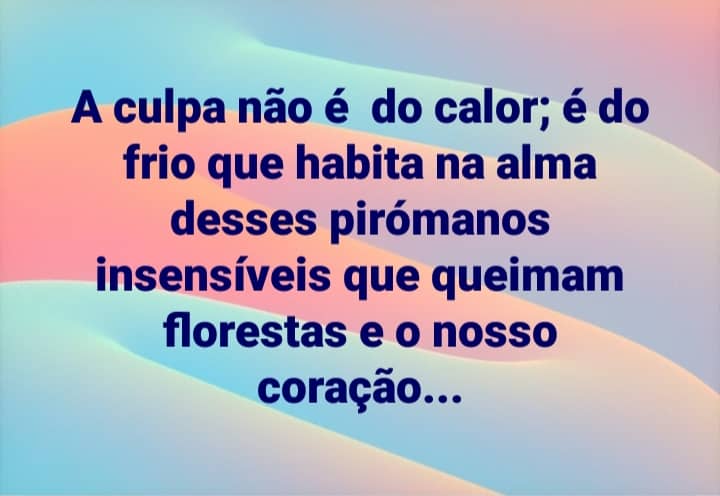 A culpa não é  do calor; é do
frio que habita na alma
desses pirómanos
insensíveis que queimam
florestas e o nosso
coração...